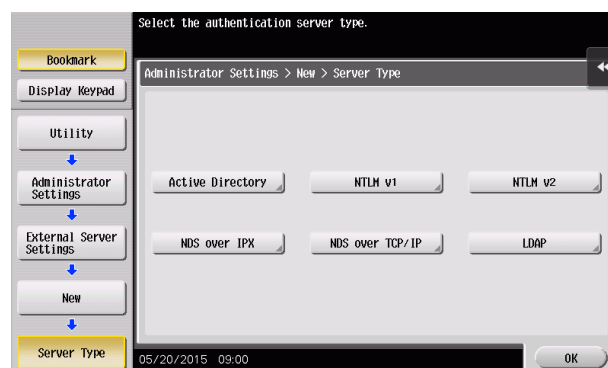 Select the authentication server type.
Bookmark
Display Keypad
Utility
Administrator
Settings
External Server
Settings
New
Server Type
Administrator Settings > New > Server Type
Active Directory
NTLM v1
NTLM v2
NDS over IPX
NDS over TCP/IP
LDAP
05/20/2015 09:00
OK